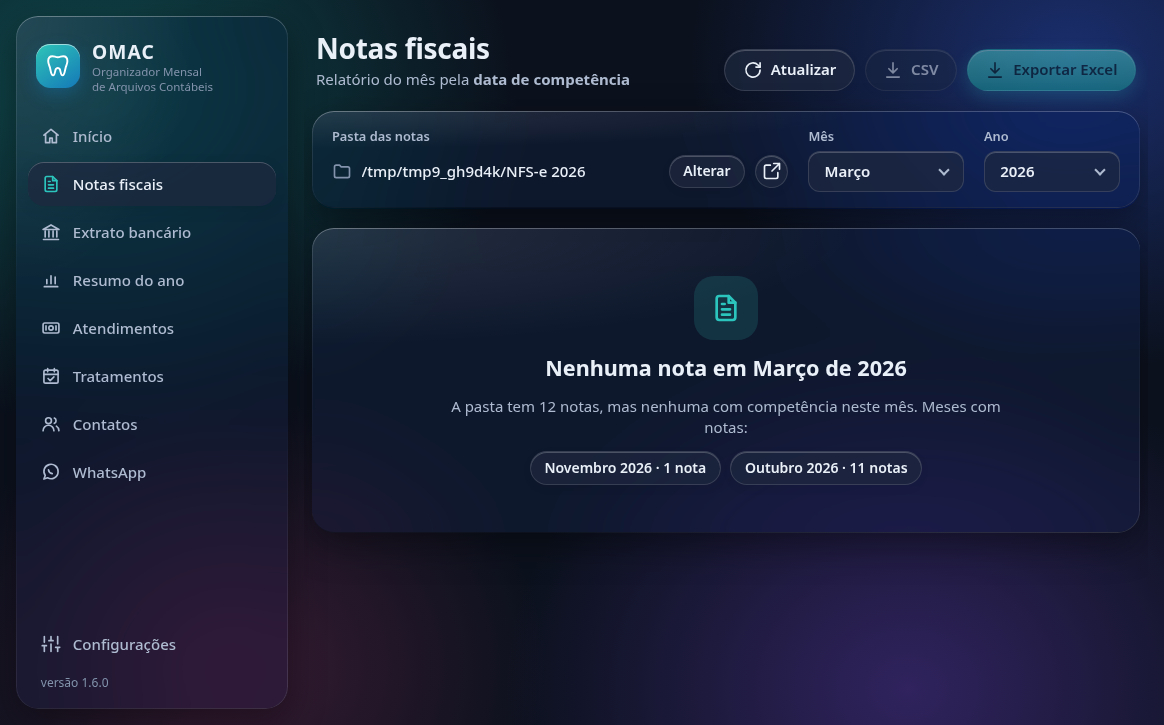 OMAC
Organizador Mensal
de Arquivos Contábeis
Início
Notas fiscais
Extrato bancário
Resumo do ano
Atendimentos
Tratamentos
Contatos
WhatsApp
Configurações
versão 1.6.0
Notas fiscais
Relatório do mês pela data de competência
Atualizar
CSV
Exportar Excel
Pasta das notas
/tmp/tmp9_gh9d4k/NFS-e 2026
Alterar
Mês
Março
Ano
2026
Nenhuma nota em Março de 2026
A pasta tem 12 notas, mas nenhuma com competência neste mês. Meses com
notas:
Novembro 2026 · 1 nota
Outubro 2026 · 11 notas